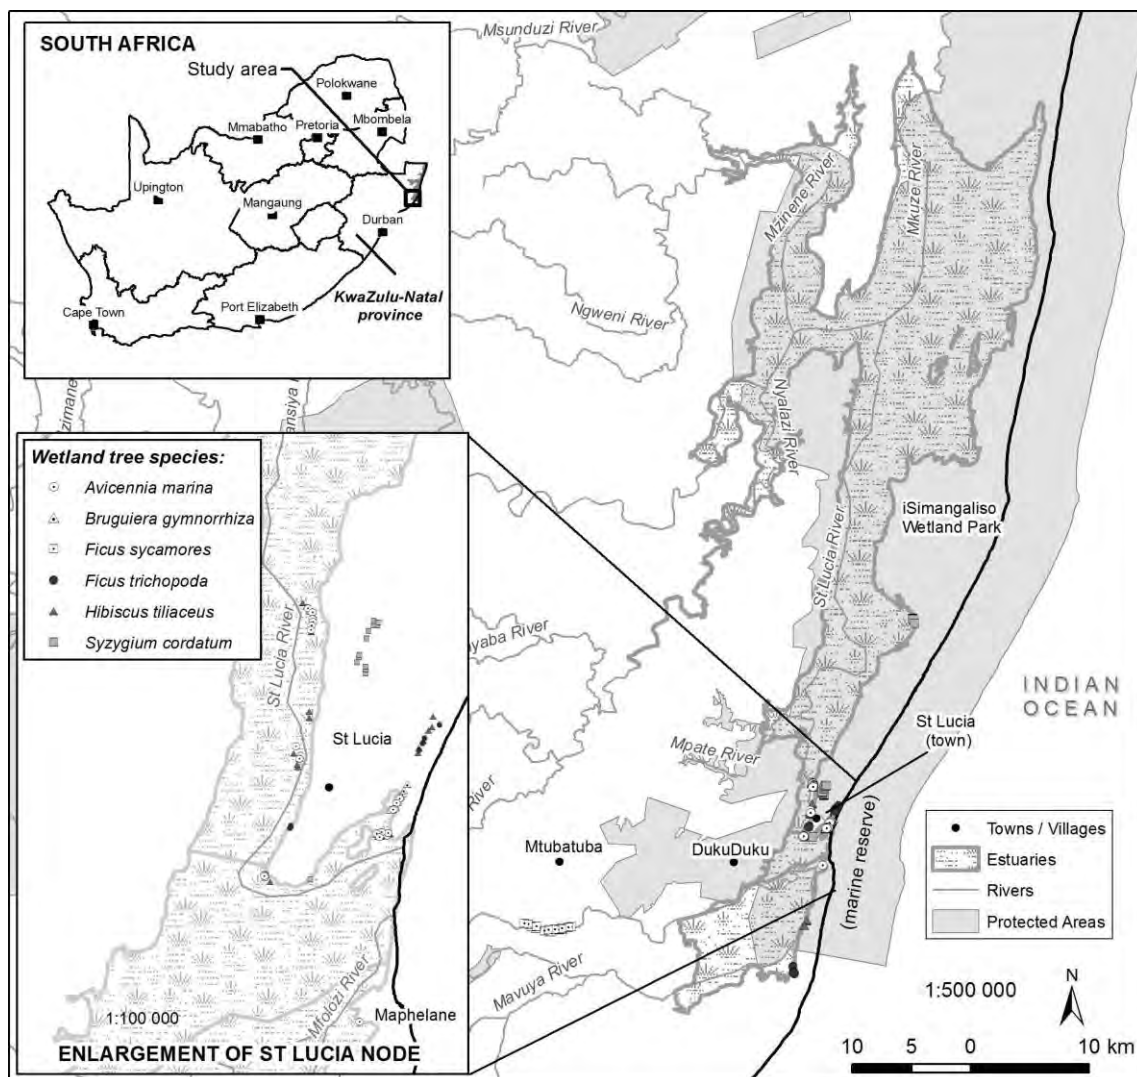 SOUTH AFRICA
Study area
Polokwane
Mmabatho
Pretoria
Mbombela
Upington
Mangaung
Durban
Cape Town
Port Elizabeth
KwaZulu-Natal
province
Msunduzi River
Mzinene River
Mkuze River
Ngweni River
Nyalazi River
St Lucia River
iSimangaliso
Wetland Park
INDIAN
OCEAN
St Lucia
(town)
Mpate River
Mtubatuba
DukuDuku
(marine reserve)
Mavuya River
River
River
Wetland tree species:
Avicennia marina
Bruguiera gymnorrhiza
Ficus sycamores
Ficus trichopoda
Hibiscus tiliaceus
Syzygium cordatum
St Lucia River
St Lucia
Mfolozi River
Maphelane
1:100 000
ENLARGEMENT OF ST LUCIA NODE
Towns / Villages
Estuaries
Rivers
Protected Areas
1:500 000
N
10 5 0 10 km